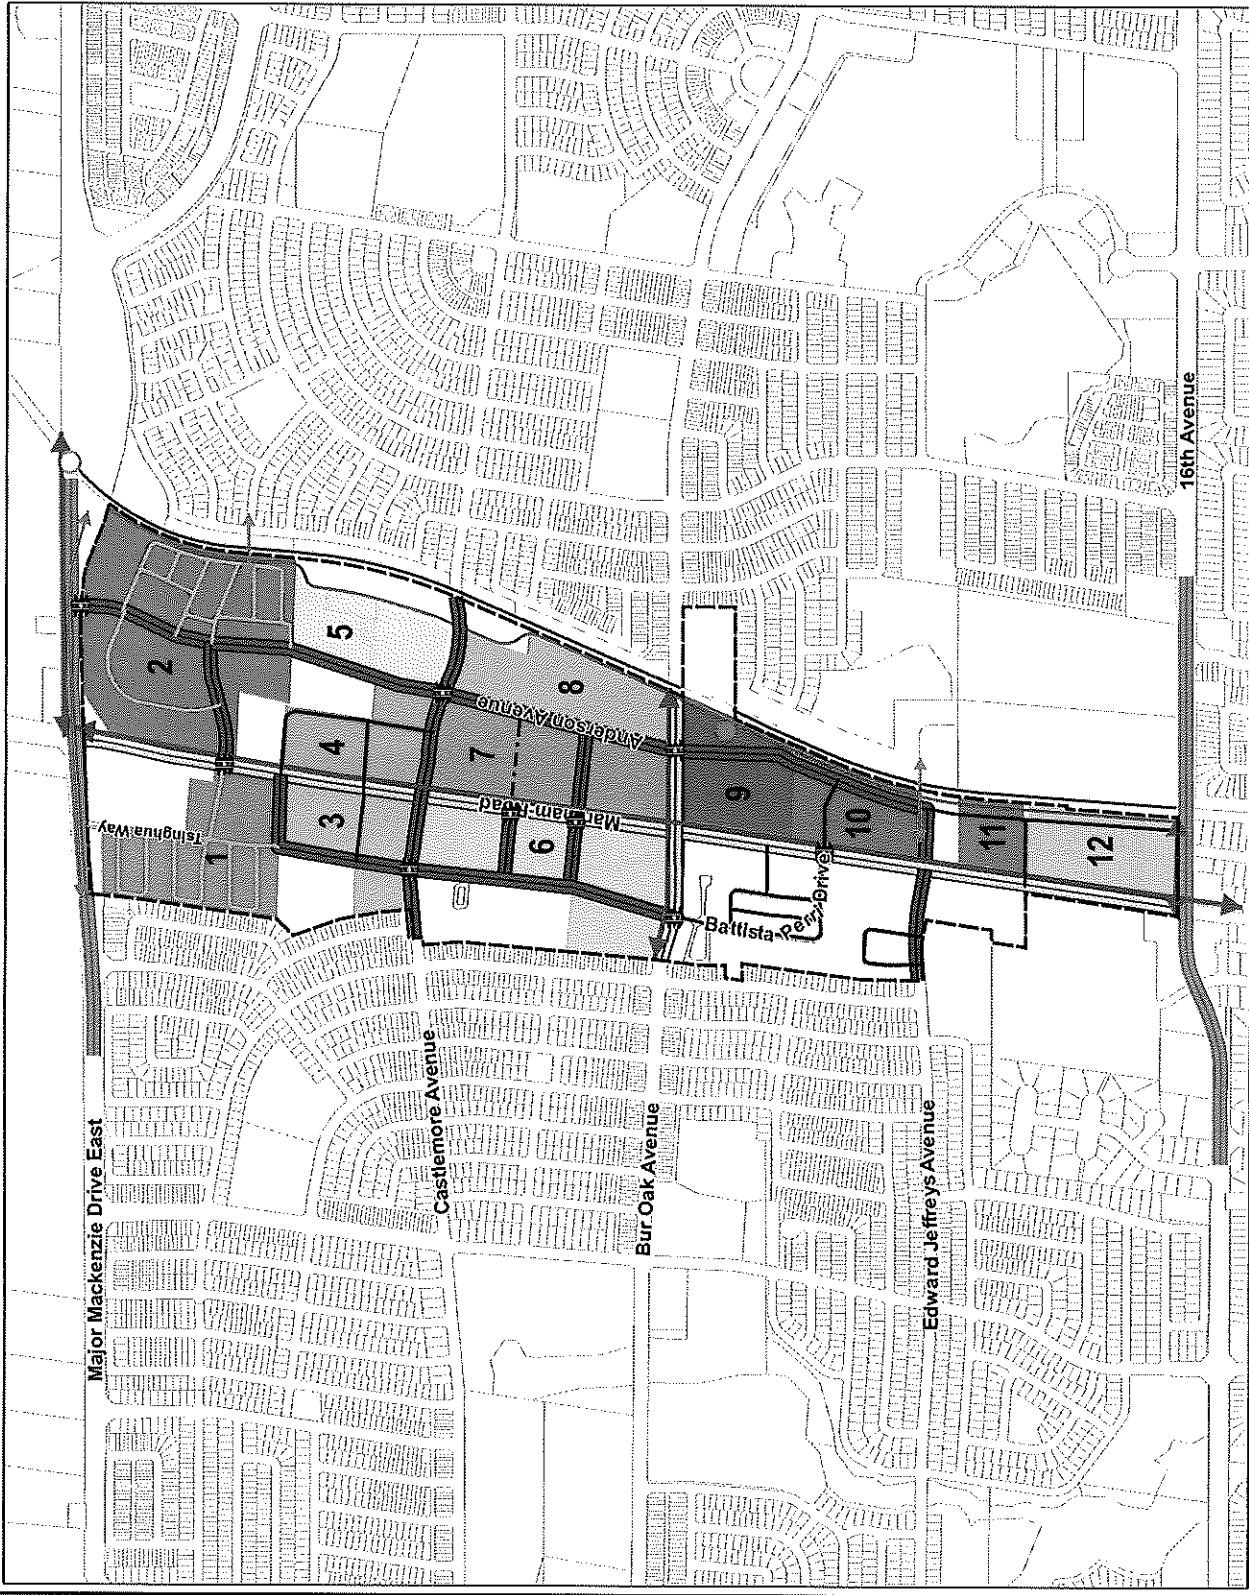 Major Mackenzie Drive East
Castlemore Avenue
Bur Oak Avenue
Edward Jeffreys Avenue
16th Avenue
Tsinghua Way
Markham Road
Anderson Avenue
Battista
Perri Drive
1
2
3
4
5
6
7
8
9
10
11
12